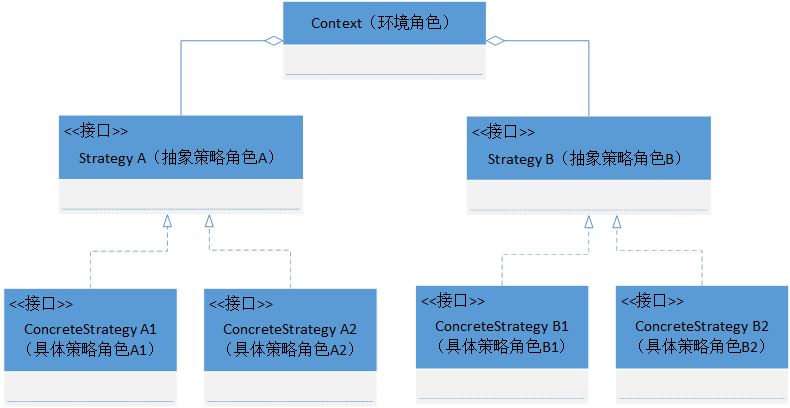 Context（环境角色）
<<接口>>
Strategy A（抽象策略角色A）
<<接口>>
Strategy B（抽象策略角色B）
<<接口>>
ConcreteStrategy A1
（具体策略角色A1）
<<接口>>
ConcreteStrategy A2
（具体策略角色A2）
<<接口>>
ConcreteStrategy B1
（具体策略角色B1）
<<接口>>
ConcreteStrategy B2
（具体策略角色B2）